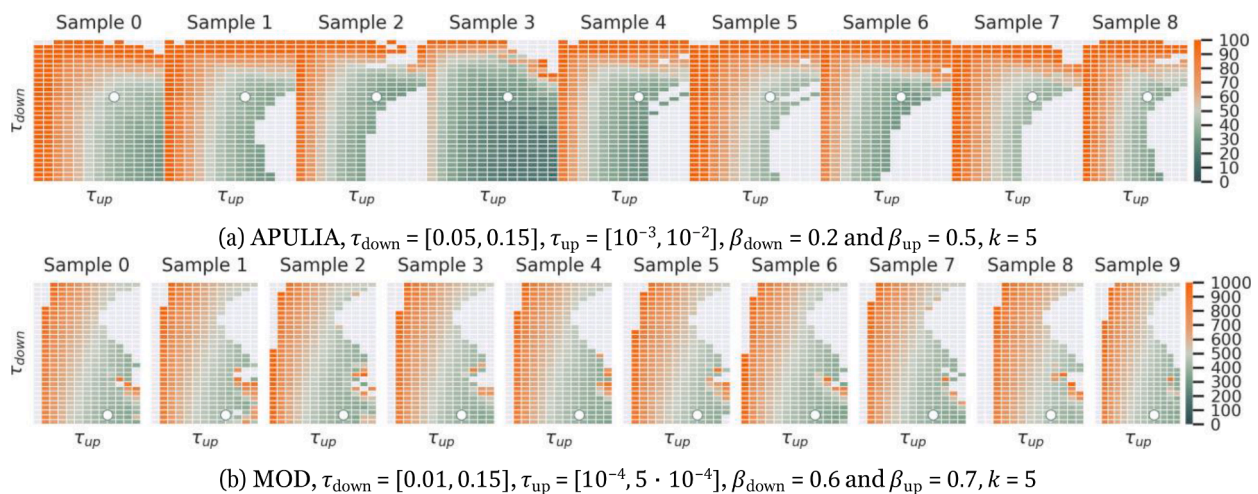 Sample 0 Sample 1 Sample 2 Sample 3 Sample 4 Sample 5 Sample 6 Sample 7 Sample 8
100
90
80
70
60
50
40
30
20
10
0
τdown
τup τup τup τup τup τup τup τup τup
(a) APULIA, τdown = [0.05, 0.15], τup = [10⁻³, 10⁻²], βdown = 0.2 and βup = 0.5, k = 5
Sample 0 Sample 1 Sample 2 Sample 3 Sample 4 Sample 5 Sample 6 Sample 7 Sample 8 Sample 9
1000
900
800
700
600
500
400
300
200
100
0
τdown
τup τup τup τup τup τup τup τup τup τup
(b) MOD, τdown = [0.01, 0.15], τup = [10⁻⁴, 5 · 10⁻⁴], βdown = 0.6 and βup = 0.7, k = 5